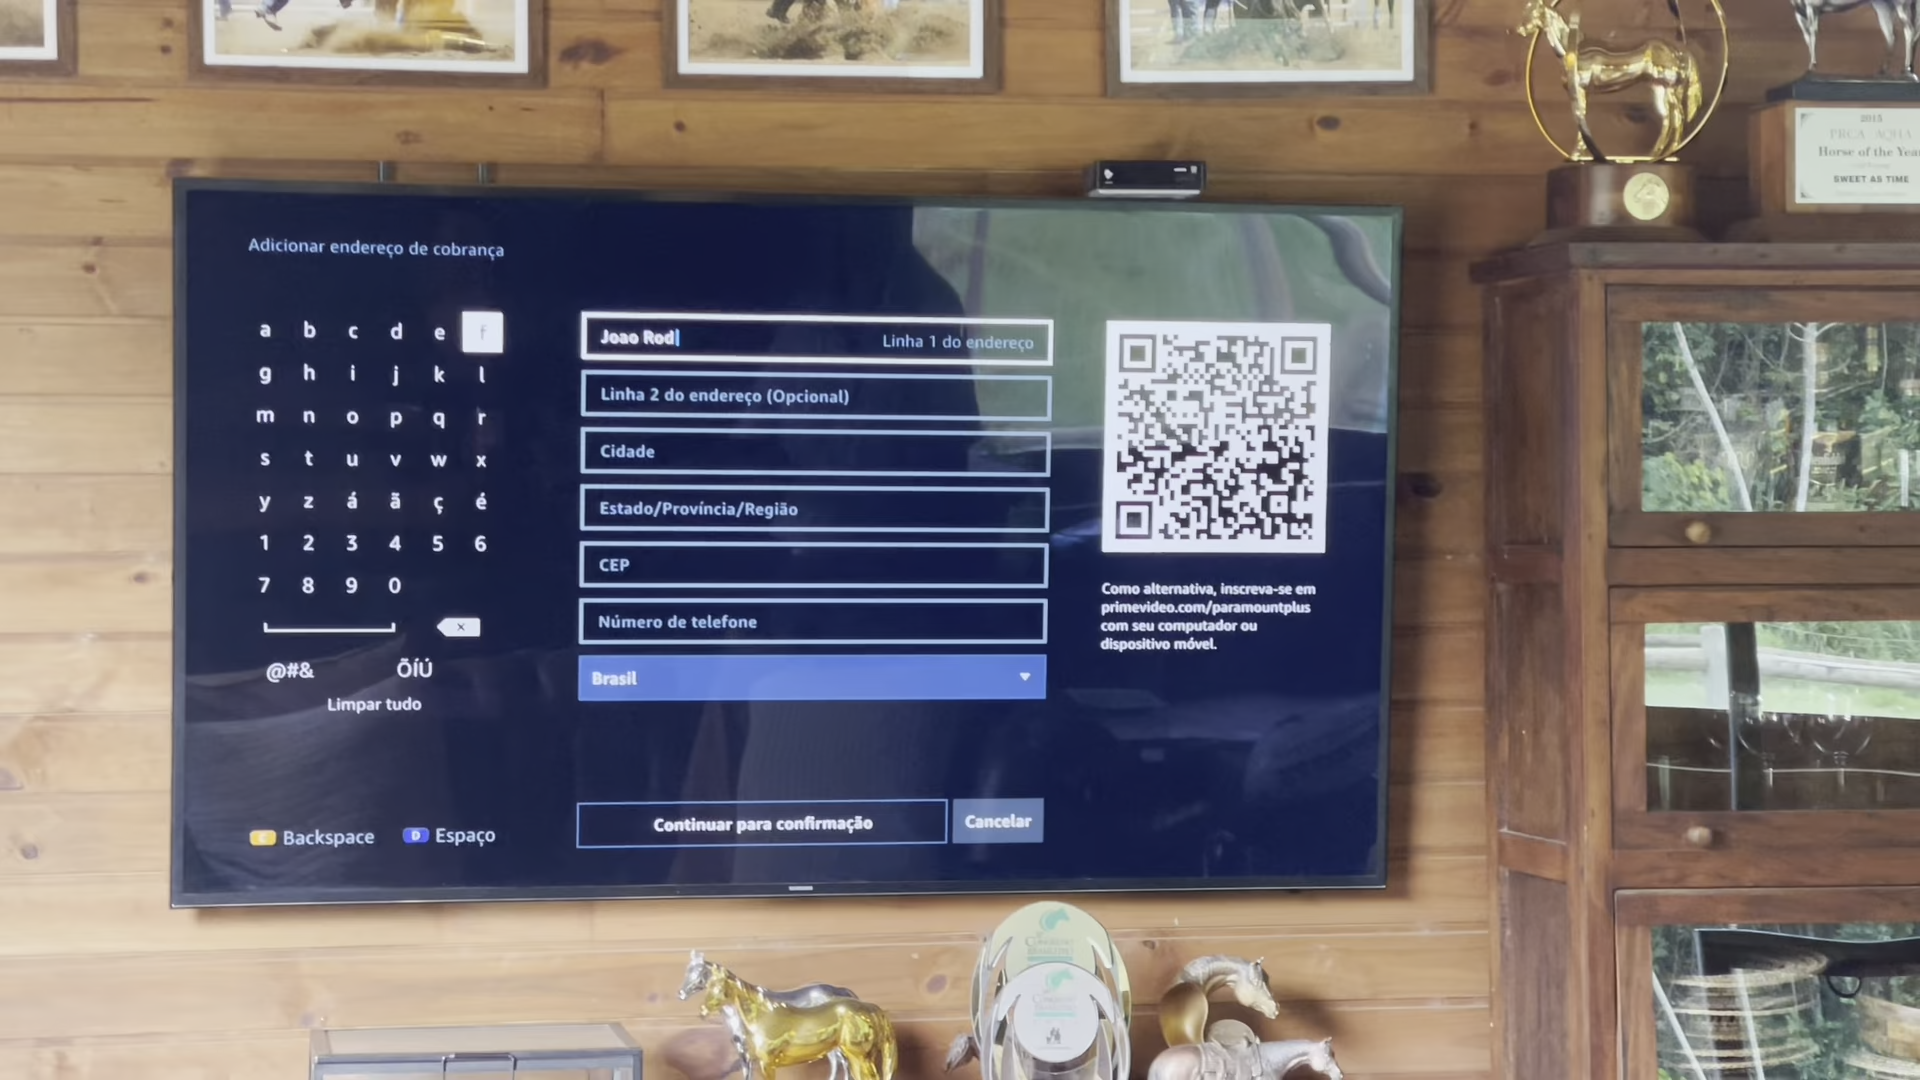 2015
PRCA AQHA
Horse of the Year
SWEET AS TIME
Adicionar endereço de cobrança
a b c d e f
g h i j k l
m n o p q r
s t u v w x
y z á ã ç é
1 2 3 4 5 6
7 8 9 0
@#& ÕÍÚ
Limpar tudo
C Backspace D Espaço
Joao Rod Linha 1 do endereço
Linha 2 do endereço (Opcional)
Cidade
Estado/Província/Região
CEP
Número de telefone
Brasil
Continuar para confirmação Cancelar
Como alternativa, inscreva-se em
primevideo.com/paramountplus
com seu computador ou
dispositivo móvel.